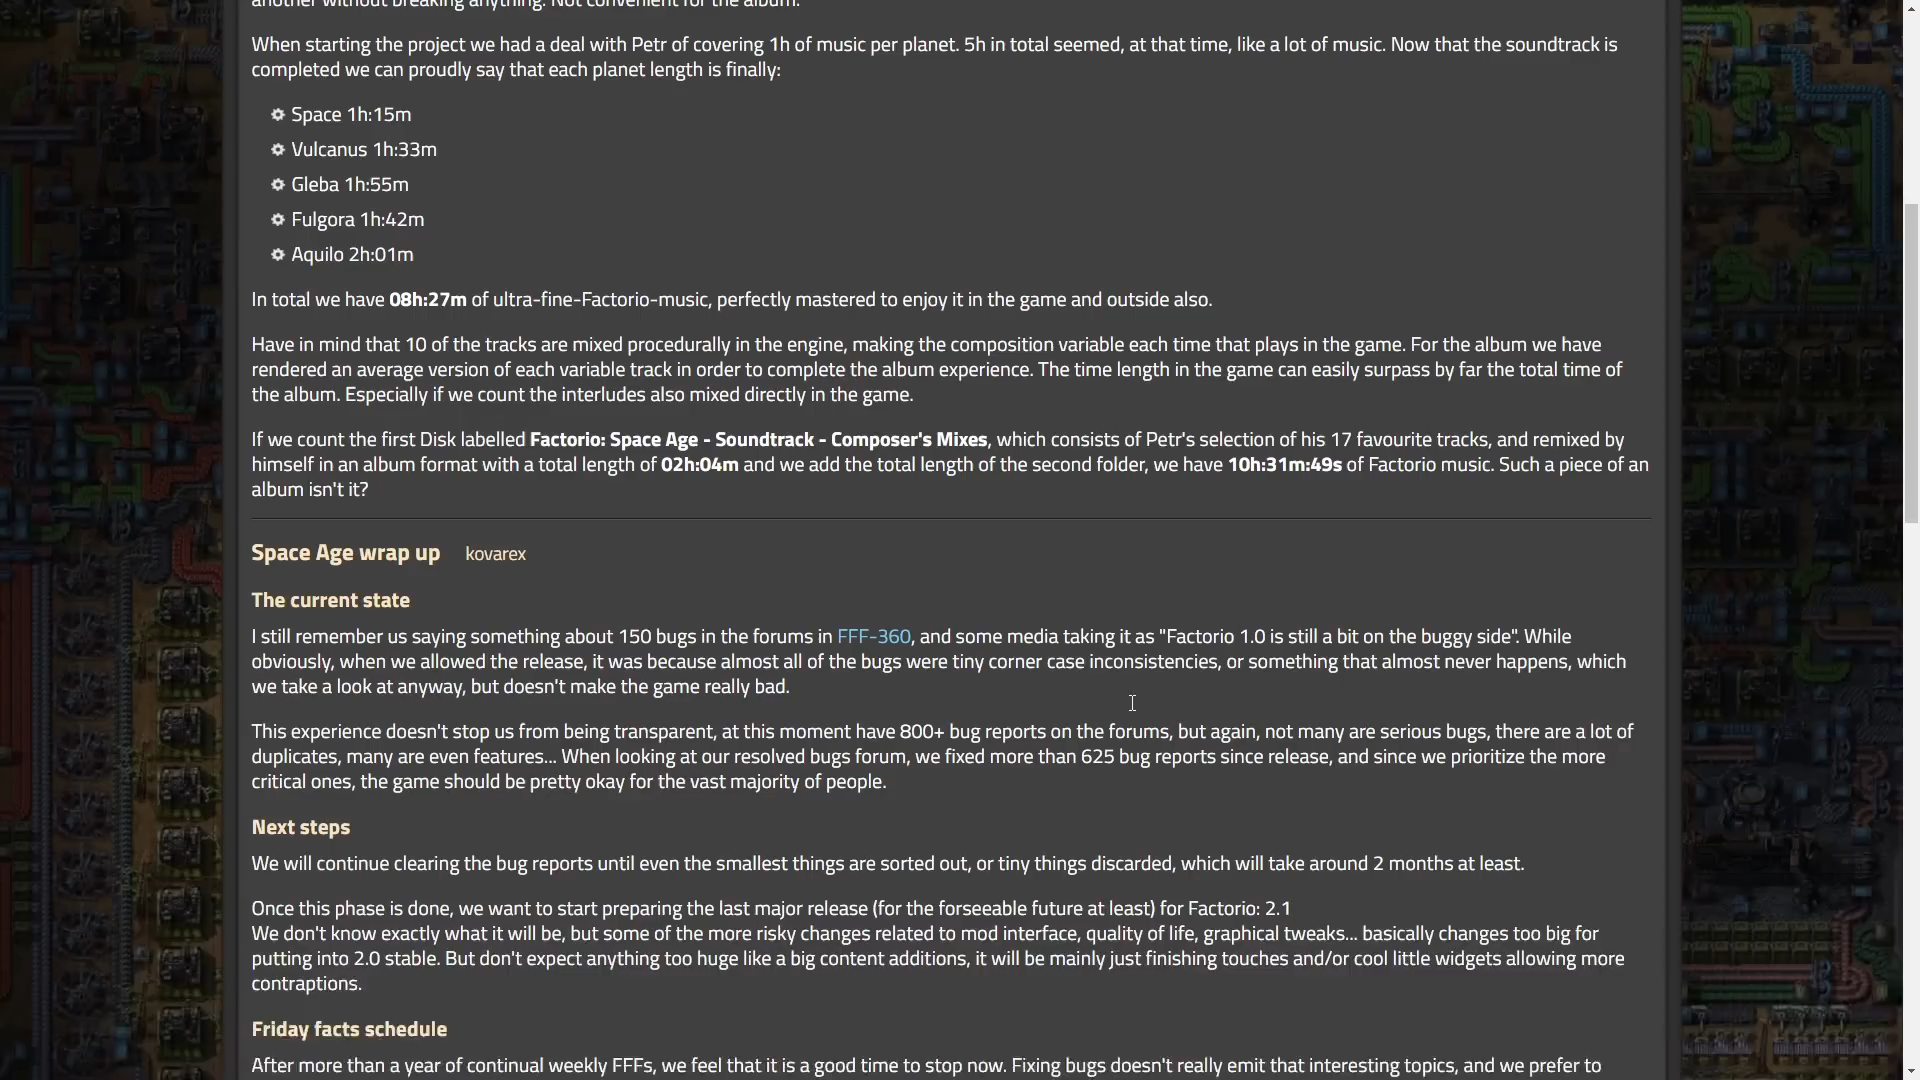 another without breaking anything. Not convenient for the album.
When starting the project we had a deal with Petr of covering 1h of music per planet. 5h in total seemed, at that time, like a lot of music. Now that the soundtrack is
completed we can proudly say that each planet length is finally:
Space 1h:15m
Vulcanus 1h:33m
Gleba 1h:55m
Fulgora 1h:42m
Aquilo 2h:01m
In total we have 08h:27m of ultra-fine-Factorio-music, perfectly mastered to enjoy it in the game and outside also.
Have in mind that 10 of the tracks are mixed procedurally in the engine, making the composition variable each time that plays in the game. For the album we have
rendered an average version of each variable track in order to complete the album experience. The time length in the game can easily surpass by far the total time of
the album. Especially if we count the interludes also mixed directly in the game.
If we count the first Disk labelled Factorio: Space Age - Soundtrack - Composer's Mixes, which consists of Petr's selection of his 17 favourite tracks, and remixed by
himself in an album format with a total length of 02h:04m and we add the total length of the second folder, we have 10h:31m:49s of Factorio music. Such a piece of an
album isn't it?
Space Age wrap up kovarex
The current state
I still remember us saying something about 150 bugs in the forums in FFF-360, and some media taking it as "Factorio 1.0 is still a bit on the buggy side". While
obviously, when we allowed the release, it was because almost all of the bugs were tiny corner case inconsistencies, or something that almost never happens, which
we take a look at anyway, but doesn't make the game really bad.
This experience doesn't stop us from being transparent, at this moment have 800+ bug reports on the forums, but again, not many are serious bugs, there are a lot of
duplicates, many are even features... When looking at our resolved bugs forum, we fixed more than 625 bug reports since release, and since we prioritize the more
critical ones, the game should be pretty okay for the vast majority of people.
Next steps
We will continue clearing the bug reports until even the smallest things are sorted out, or tiny things discarded, which will take around 2 months at least.
Once this phase is done, we want to start preparing the last major release (for the forseeable future at least) for Factorio: 2.1
We don't know exactly what it will be, but some of the more risky changes related to mod interface, quality of life, graphical tweaks... basically changes too big for
putting into 2.0 stable. But don't expect anything too huge like a big content additions, it will be mainly just finishing touches and/or cool little widgets allowing more
contraptions.
Friday facts schedule
After more than a year of continual weekly FFFs, we feel that it is a good time to stop now. Fixing bugs doesn't really emit that interesting topics, and we prefer to